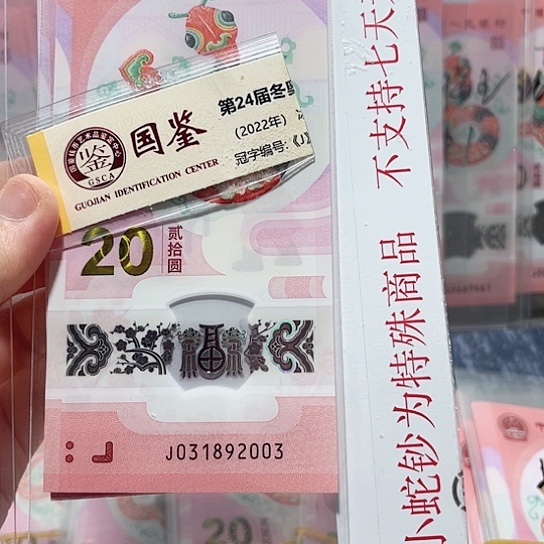 国鉴
GSCA
鉴
GUOJIAN IDENTIFICATION CENTER
第24届冬
(2022年)
冠字编号:《J
20
贰拾圆
福
J031892003
小蛇钞为特殊商品 不支持七天
20